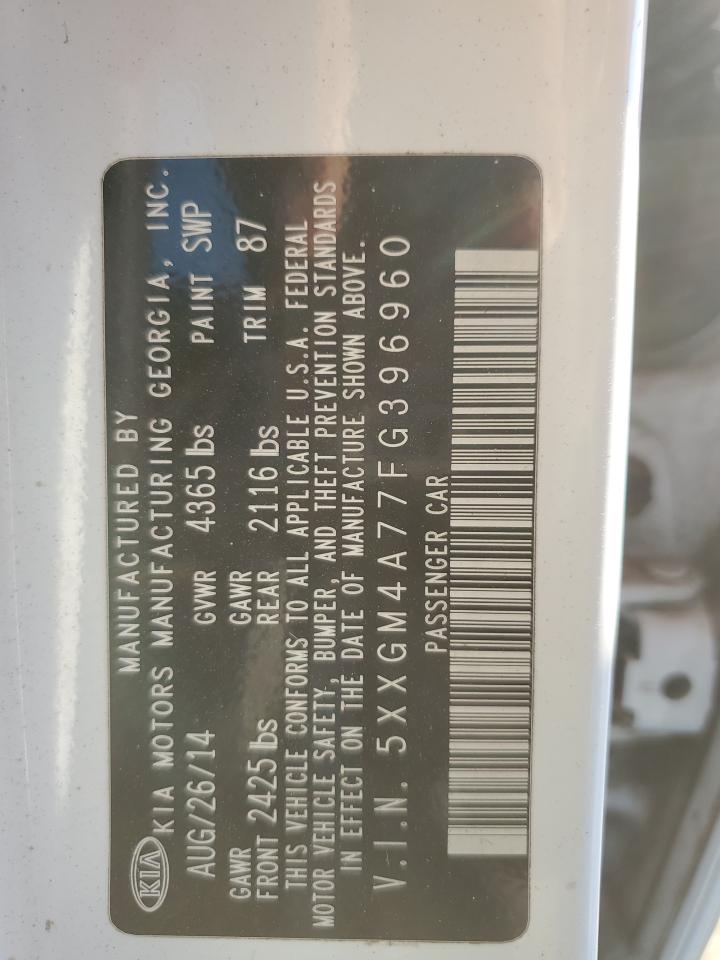 MANUFACTURED BY
KIA KIA MOTORS MANUFACTURING GEORGIA, INC.
AUG/26/14 GVWR 4365 lbs PAINT SWP
GAWR GAWR
FRONT 2425 lbs REAR 2116 lbs TRIM 87
THIS VEHICLE CONFORMS TO ALL APPLICABLE U.S.A. FEDERAL
MOTOR VEHICLE SAFETY, BUMPER, AND THEFT PREVENTION STANDARDS
IN EFFECT ON THE DATE OF MANUFACTURE SHOWN ABOVE.
V.I.N. 5XXGM4A77FG396960
PASSENGER CAR